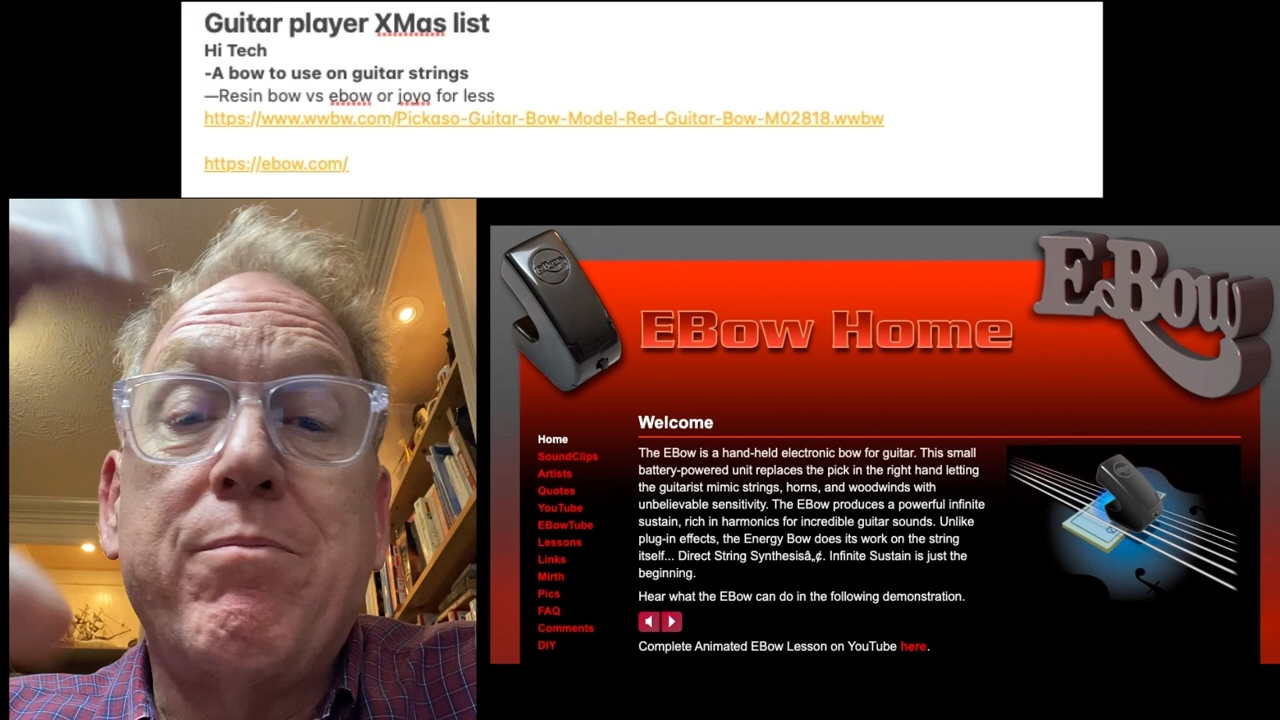 Guitar player XMas list
Hi Tech
-A bow to use on guitar strings
—Resin bow vs ebow or joyo for less
https://www.wwbw.com/Pickaso-Guitar-Bow-Model-Red-Guitar-Bow-M02818.wwbw
https://ebow.com/
EBow
EBow Home
EBow
Welcome
Home
SoundClips
Artists
Quotes
YouTube
EBowTube
Lessons
Links
Mirth
Pics
FAQ
Comments
DIY
The EBow is a hand-held electronic bow for guitar. This small
battery-powered unit replaces the pick in the right hand letting
the guitarist mimic strings, horns, and woodwinds with
unbelievable sensitivity. The EBow produces a powerful infinite
sustain, rich in harmonics for incredible guitar sounds. Unlike
plug-in effects, the Energy Bow does its work on the string
itself... Direct String Synthesisâ„¢. Infinite Sustain is just the
beginning.
Hear what the EBow can do in the following demonstration.
Complete Animated EBow Lesson on YouTube here.